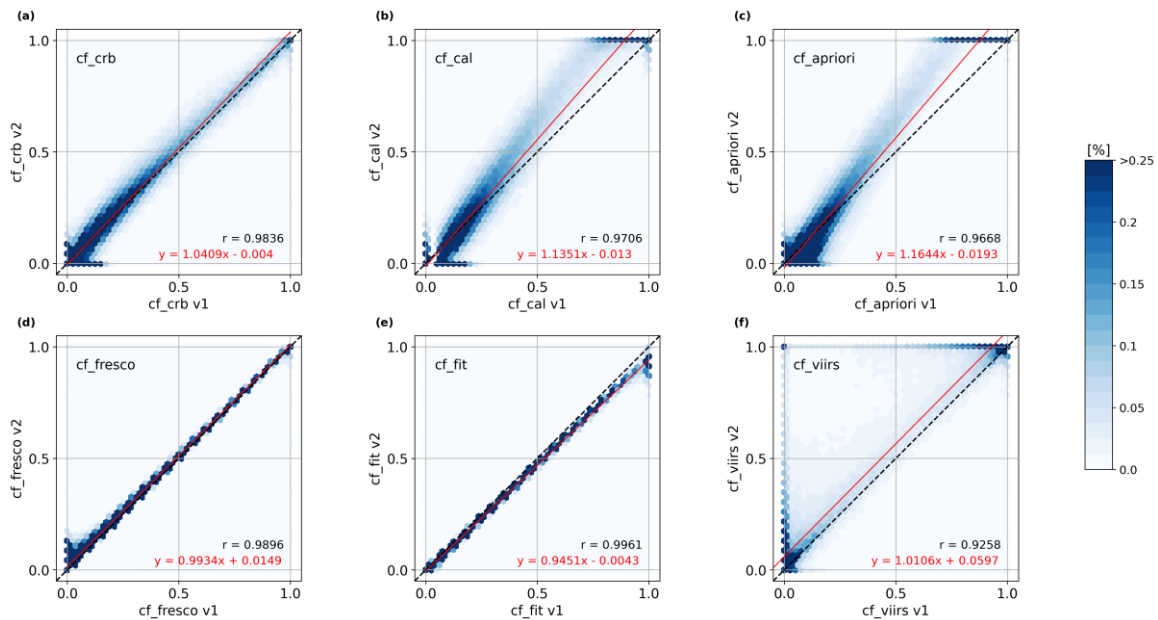 (a)
cf_crb
1.0
0.5
0.0
cf_crb v2
r = 0.9836
y = 1.0409x - 0.004
0.0 0.5 1.0
cf_crb v1
(b)
cf_cal
1.0
0.5
0.0
cf_cal v2
r = 0.9706
y = 1.1351x - 0.013
0.0 0.5 1.0
cf_cal v1
(c)
cf_apriori
1.0
0.5
0.0
cf_apriori v2
r = 0.9668
y = 1.1644x - 0.0193
0.0 0.5 1.0
cf_apriori v1
(d)
cf_fresco
1.0
0.5
0.0
cf_fresco v2
r = 0.9896
y = 0.9934x + 0.0149
0.0 0.5 1.0
cf_fresco v1
(e)
cf_fit
1.0
0.5
0.0
cf_fit v2
r = 0.9961
y = 0.9451x - 0.0043
0.0 0.5 1.0
cf_fit v1
(f)
cf_viirs
1.0
0.5
0.0
cf_viirs v2
r = 0.9258
y = 1.0106x + 0.0597
0.0 0.5 1.0
cf_viirs v1
[%]
>0.25
0.2
0.15
0.1
0.05
0.0